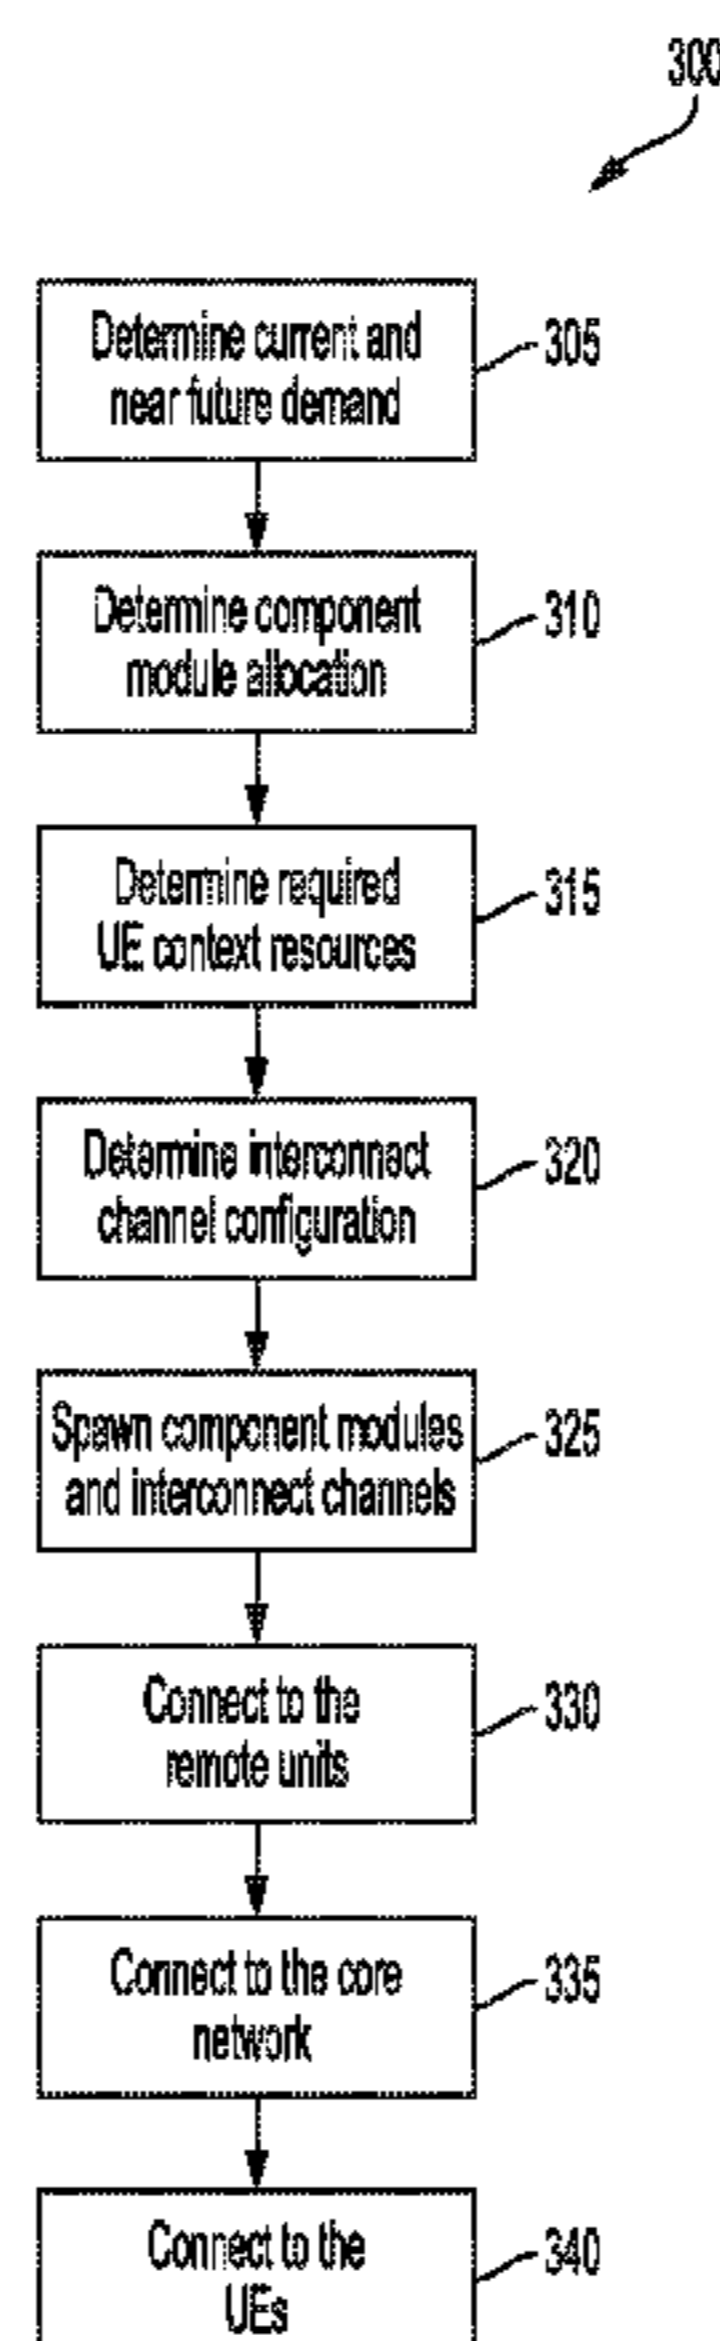 300
Determine current and
near future demand
305
Determine component
module allocation
310
Determine required
UE context resources
315
Determine interconnect
channel configuration
320
Spawn component modules
and interconnect channels
325
Connect to the
remote units
330
Connect to the core
network
335
Connect to the
UEs
340